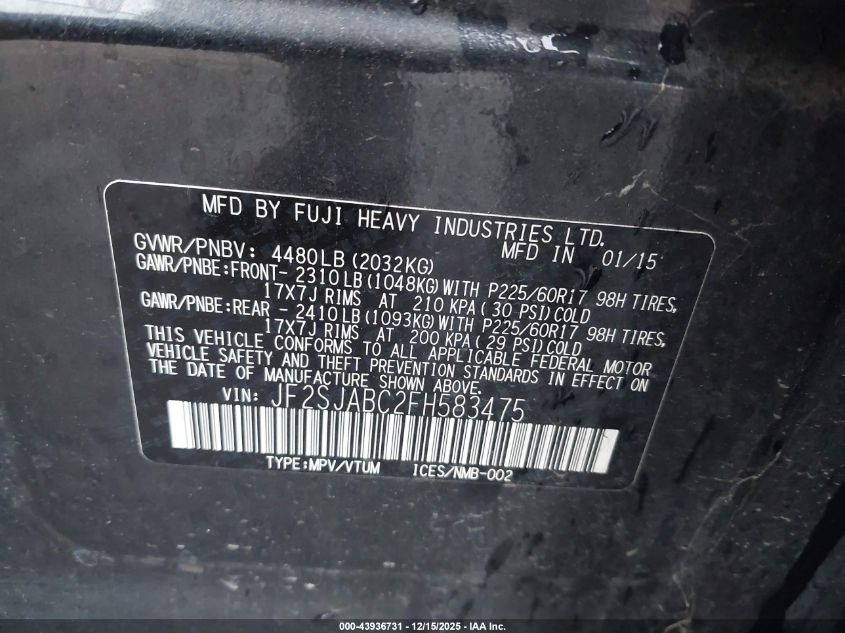 MFD BY FUJI HEAVY INDUSTRIES LTD.
MFD IN 01/15
GVWR/PNBV: 4480LB(2032KG)
GAWR/PNBE:FRONT- 2310LB(1048KG)WITH P225/60R17 98H TIRES,
17X7J RIMS AT 210 KPA(30 PSI)COLD
GAWR/PNBE:REAR - 2410LB(1093KG)WITH P225/60R17 98H TIRES,
17X7J RIMS AT 200 KPA(29 PSI)COLD
THIS VEHICLE CONFORMS TO ALL APPLICABLE FEDERAL MOTOR
VEHICLE SAFETY AND THEFT PREVENTION STANDARDS IN EFFECT ON
THE DATE OF MANUFACTURE SHOWN ABOVE.
VIN: JF2SJABC2FH583475
TYPE:MPV/VTUM ICES/NMB-002
000-43936731 - 12/15/2025 - IAA Inc.